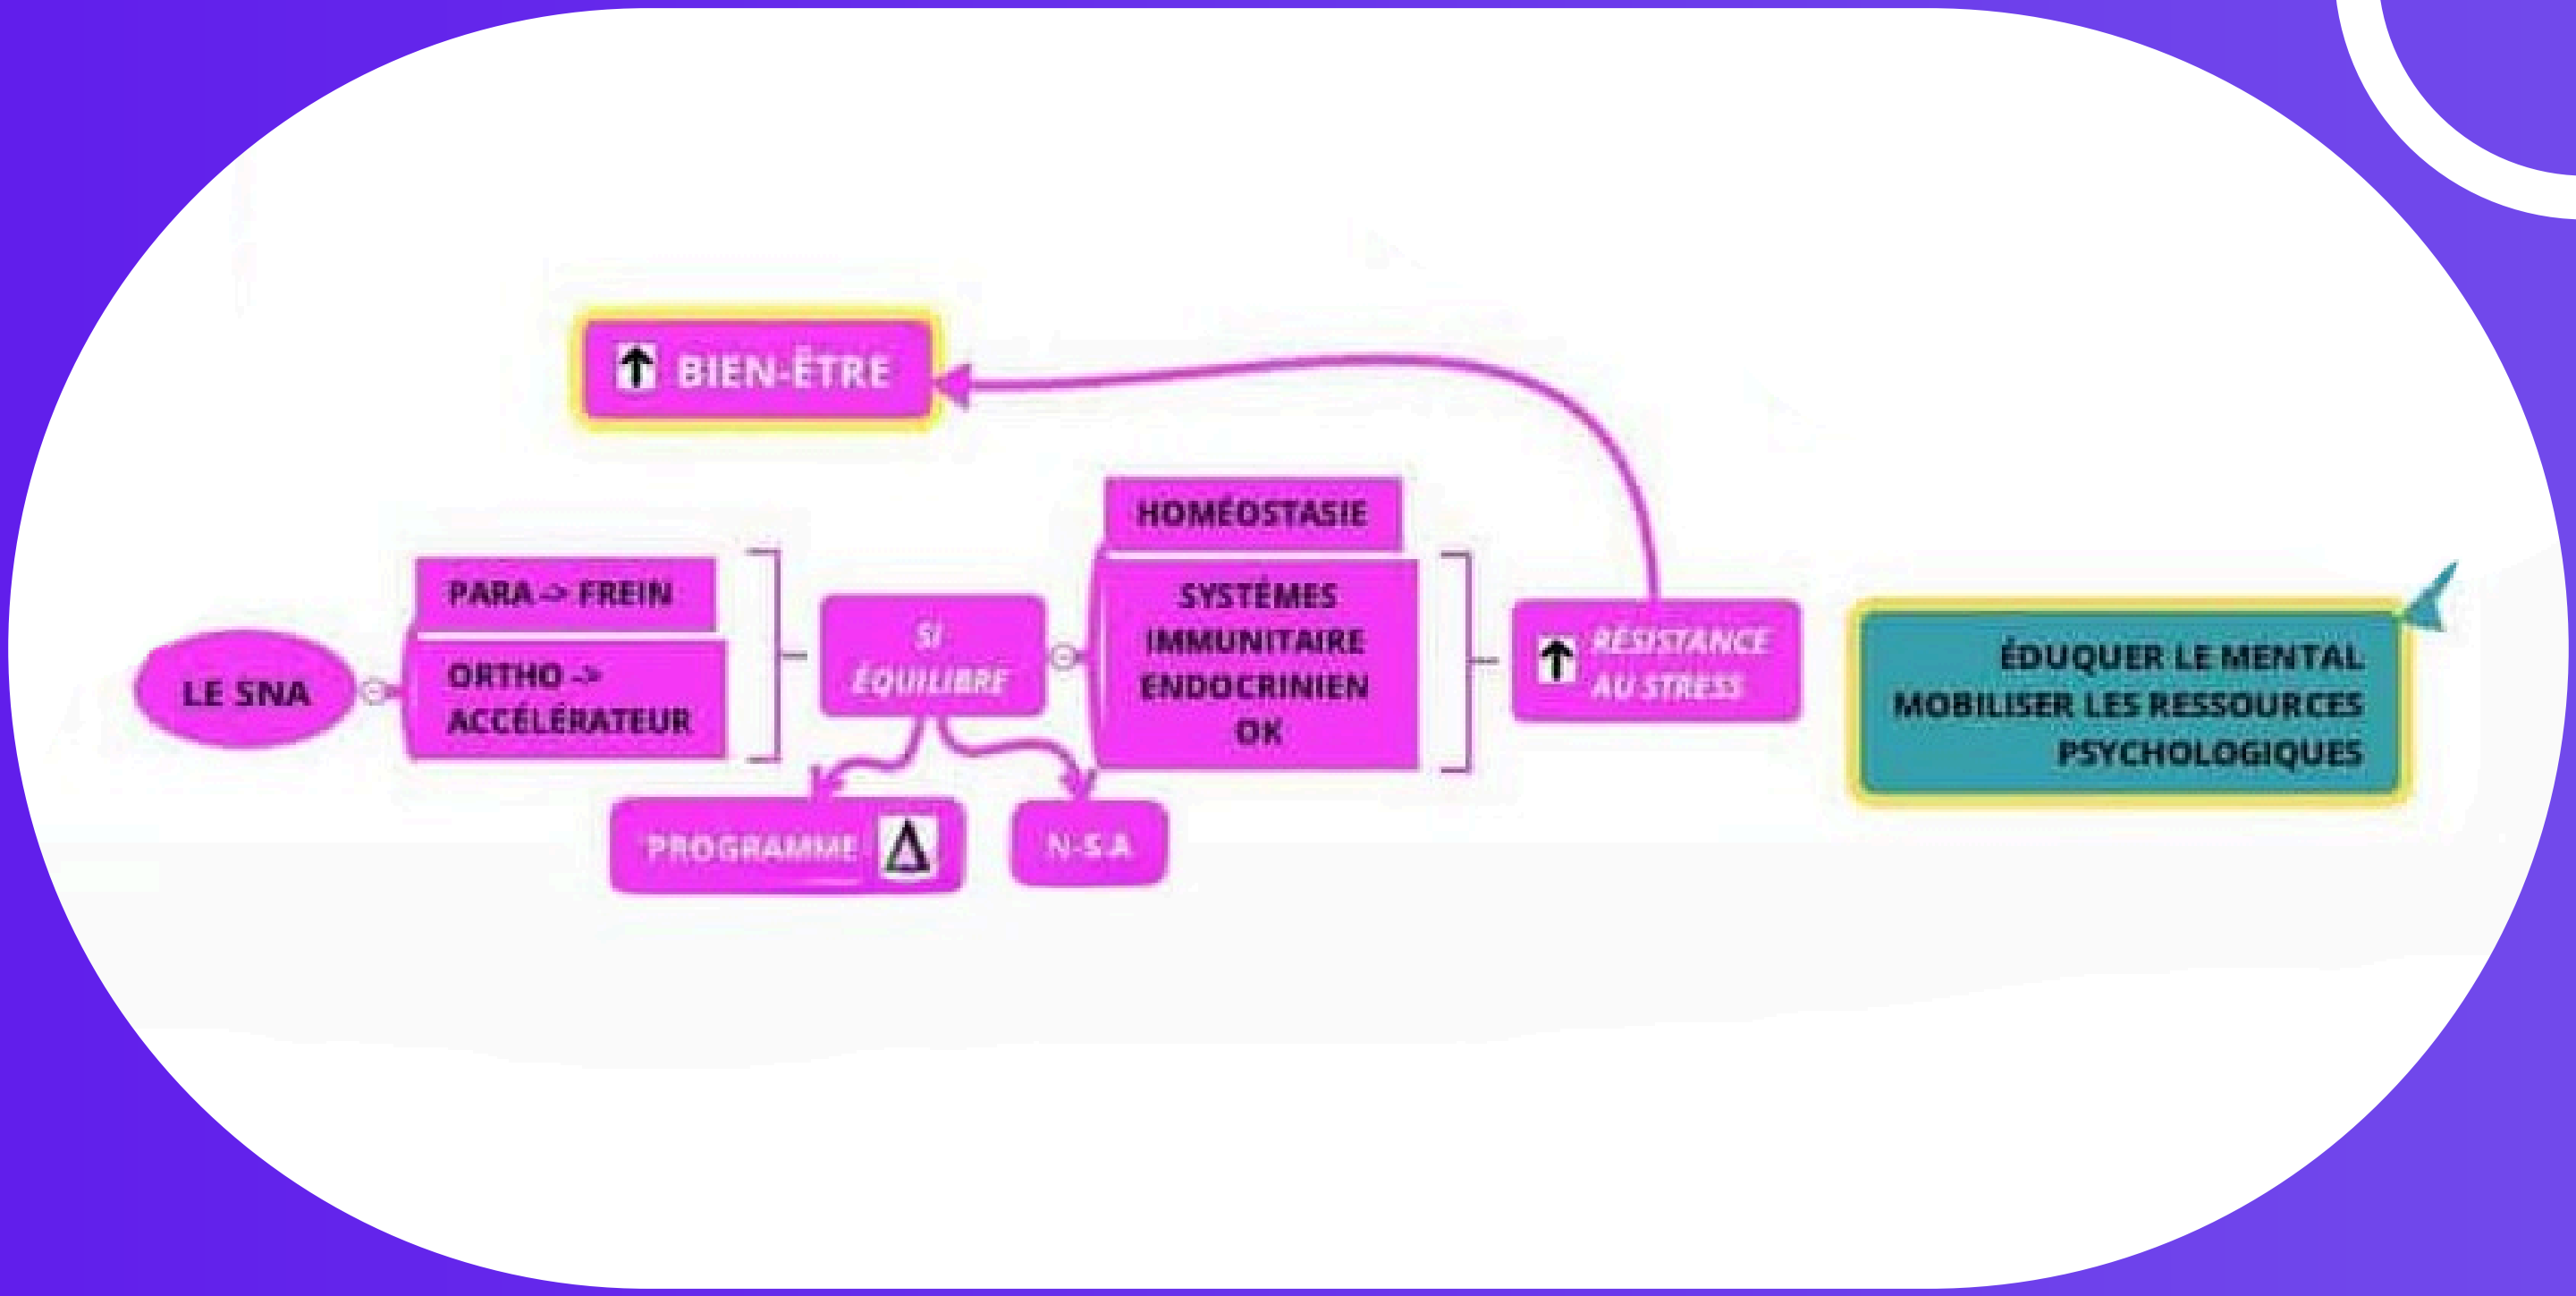 BIEN-ÊTRE
LE SNA
PARA -> FREIN
ORTHO ->
ACCÉLÉRATEUR
SI
ÉQUILIBRE
PROGRAMME
N-S.A
HOMÉOSTASIE
SYSTÉMES
IMMUNITAIRE
ENDOCRINIEN
OK
RÉSISTANCE
AU STRESS
ÉDUQUER LE MENTAL
MOBILISER LES RESSOURCES
PSYCHOLOGIQUES